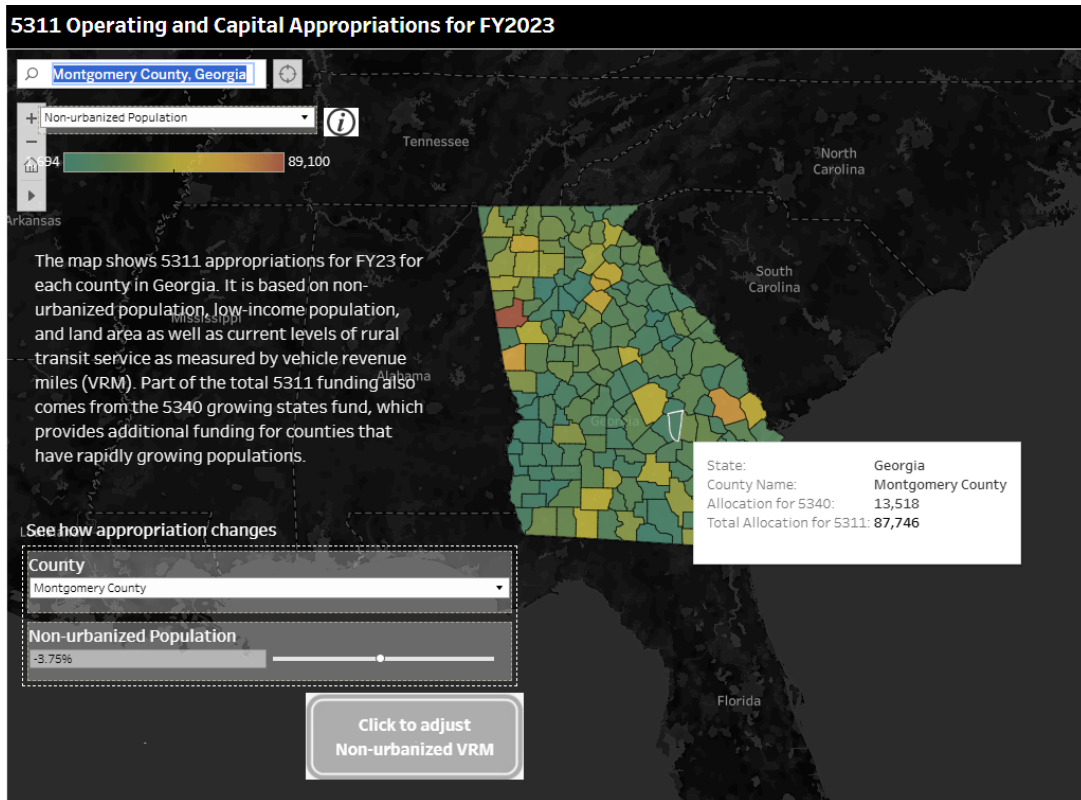 5311 Operating and Capital Appropriations for FY2023
Montgomery County, Georgia
Non-urbanized Population
694
89,100
Tennessee
North
Carolina
Arkansas
South
Carolina
The map shows 5311 appropriations for FY23 for
each county in Georgia. It is based on non-
urbanized population, low-income population,
and land area as well as current levels of rural
transit service as measured by vehicle revenue
miles (VRM). Part of the total 5311 funding also
comes from the 5340 growing states fund, which
provides additional funding for counties that
have rapidly growing populations.
Mississippi
Alabama
Georgia
State: Georgia
County Name: Montgomery County
Allocation for 5340: 13,518
Total Allocation for 5311: 87,746
See how appropriation changes
County
Montgomery County
Non-urbanized Population
-3.75%
Click to adjust
Non-urbanized VRM
Florida